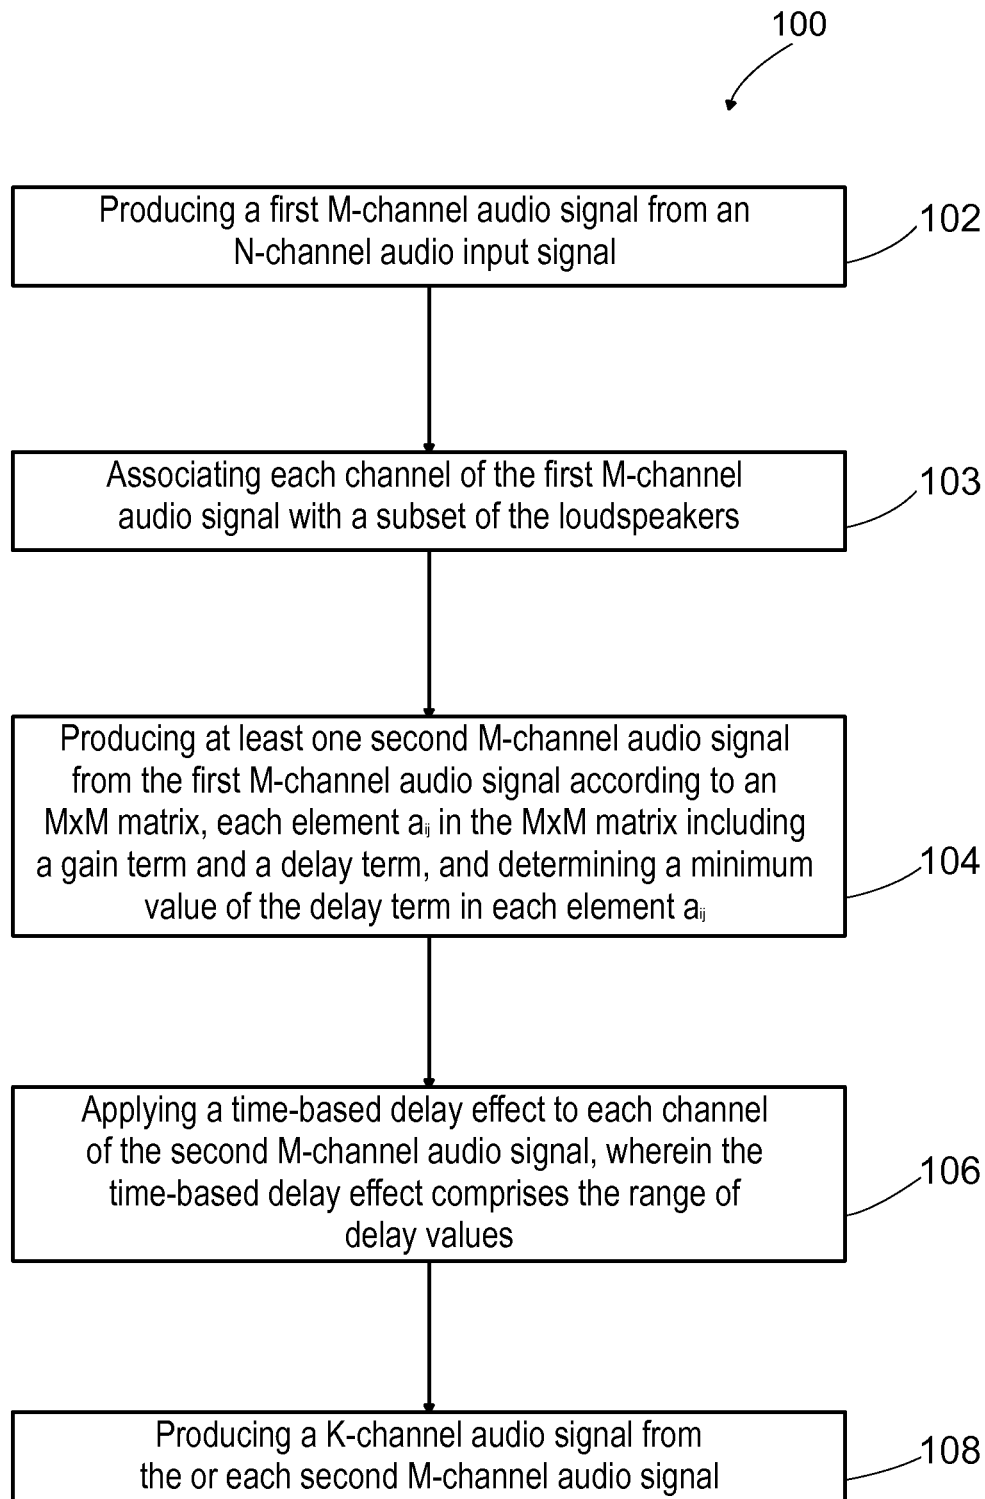 100
Producing a first M-channel audio signal from an
N-channel audio input signal
102
Associating each channel of the first M-channel
audio signal with a subset of the loudspeakers
103
Producing at least one second M-channel audio signal
from the first M-channel audio signal according to an
MxM matrix, each element aij in the MxM matrix including
a gain term and a delay term, and determining a minimum
value of the delay term in each element aij
104
Applying a time-based delay effect to each channel
of the second M-channel audio signal, wherein the
time-based delay effect comprises the range of
delay values
106
Producing a K-channel audio signal from
the or each second M-channel audio signal
108